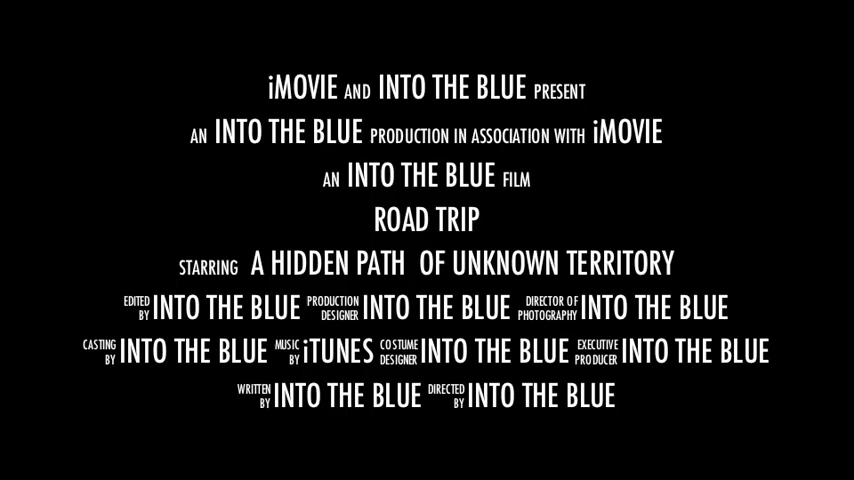 iMOVIE AND INTO THE BLUE PRESENT
AN INTO THE BLUE PRODUCTION IN ASSOCIATION WITH iMOVIE
AN INTO THE BLUE FILM
ROAD TRIP
STARRING A HIDDEN PATH OF UNKNOWN TERRITORY
EDITED BY INTO THE BLUE PRODUCTION DESIGNER INTO THE BLUE DIRECTOR OF PHOTOGRAPHY INTO THE BLUE
CASTING BY INTO THE BLUE MUSIC BY iTUNES COSTUME DESIGNER INTO THE BLUE EXECUTIVE PRODUCER INTO THE BLUE
WRITTEN BY INTO THE BLUE DIRECTED BY INTO THE BLUE